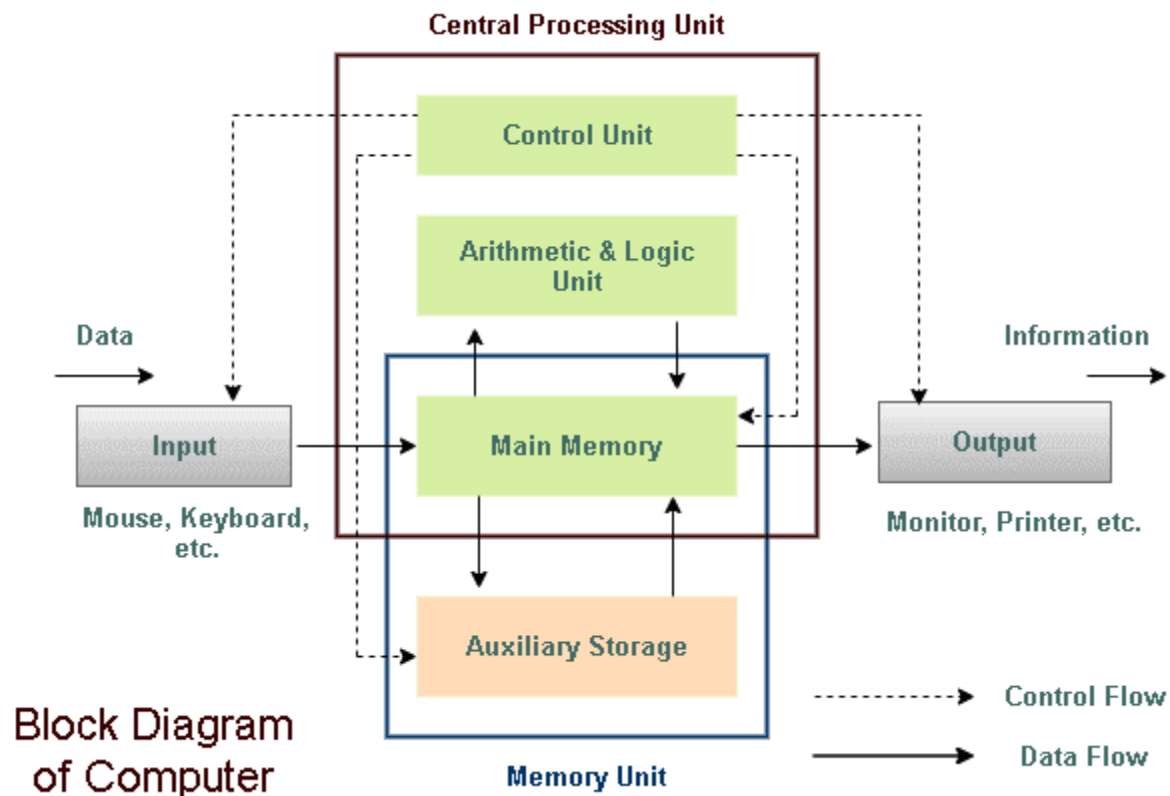 Central Processing Unit
Control Unit
Arithmetic & Logic
Unit
Data
Information
Input
Main Memory
Output
Mouse, Keyboard,
etc.
Monitor, Printer, etc.
Auxiliary Storage
Control Flow
Data Flow
Block Diagram
of Computer
Memory Unit